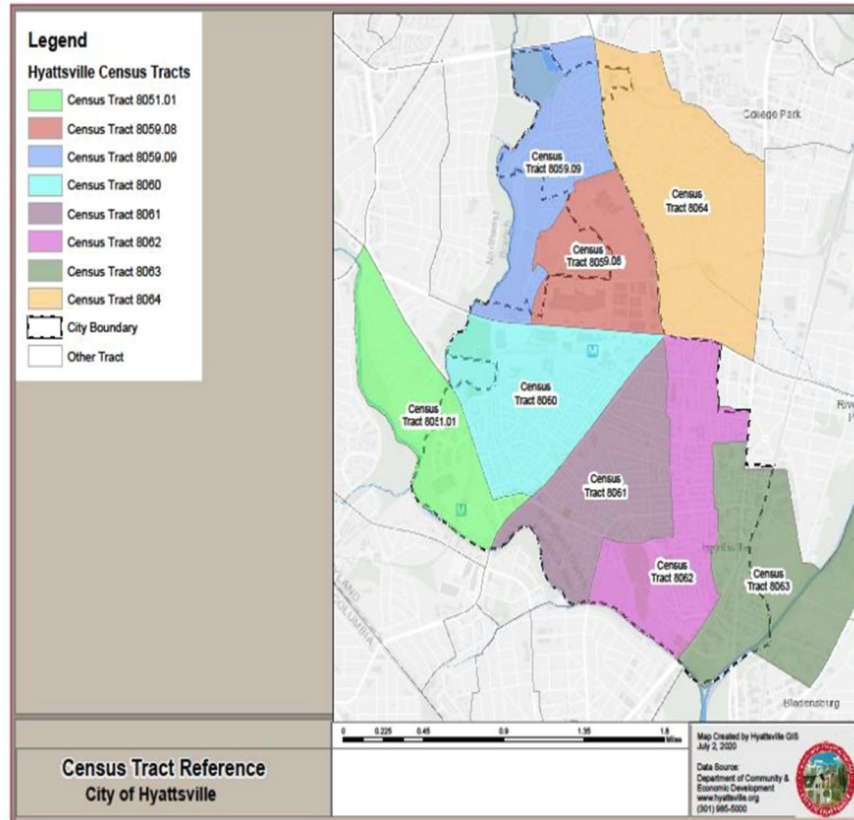 Legend
Hyattsville Census Tracts
Census Tract 8051.01
Census Tract 8059.08
Census Tract 8059.09
Census Tract 8060
Census Tract 8061
Census Tract 8062
Census Tract 8063
Census Tract 8064
City Boundary
Other Tract
College Park
Census
Tract 8059.09
Census
Tract 8064
Northwest
Branch
Census
Tract 8059.08
M
Census
Tract 8060
River
P
Census
Tract 8051.01
Census
Tract 8061
M
Census
Tract 8062
Census
Tract 8063
COLUMBIA
Bladensburg
0 0.225 0.45 0.9 1.35 1.8
Miles
Census Tract Reference
City of Hyattsville
Map Created by Hyattsville GIS
July 2, 2020
Data Source:
Department of Community &
Economic Development
www.hyattsville.org
(301) 985-5000